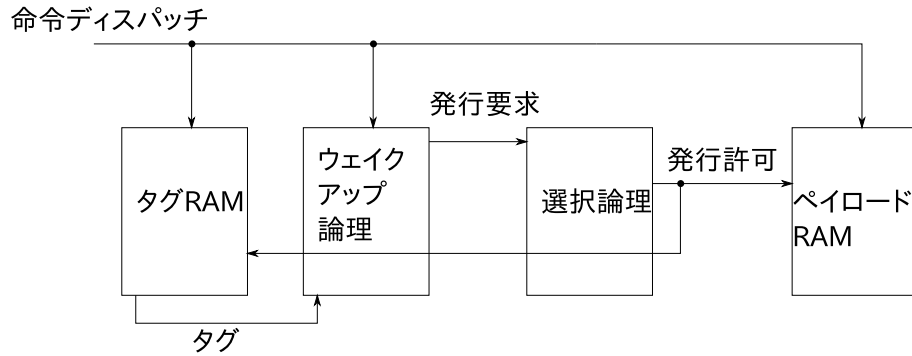 命令ディスパッチ
発行要求
発行許可
タグRAM
ウェイク
アップ
論理
選択論理
ペイロード
RAM
タグ